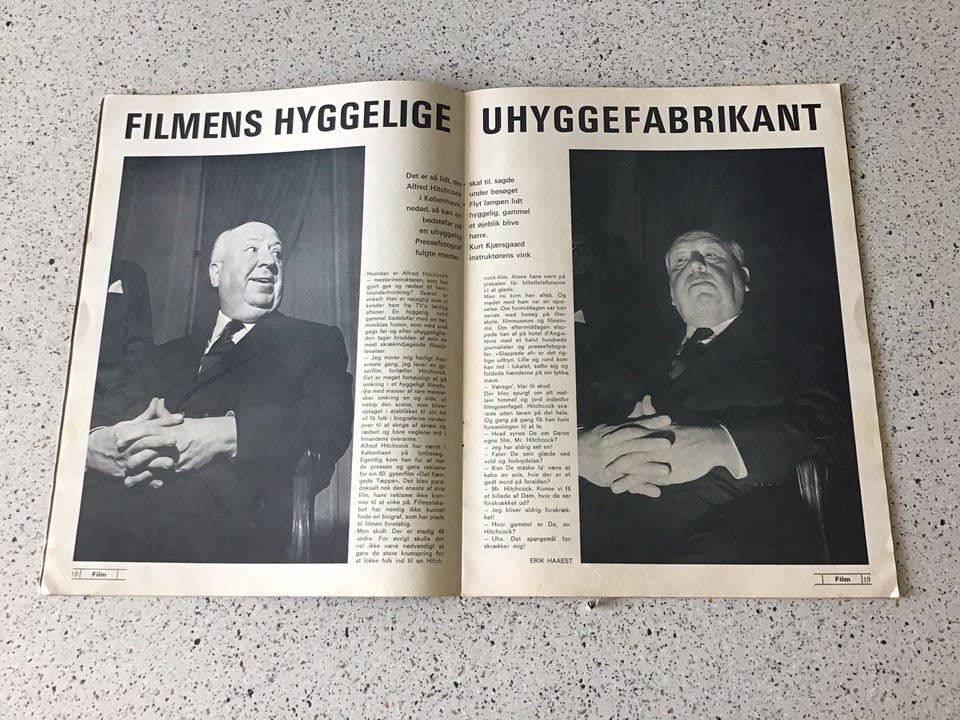 FILMENS HYGGELIGE UHYGGEFABRIKANT
Det er så lidt, der
Alfred Hitchcock
i København,
nedad, så kan en
bedstefar på
en uhyggelig
Pressefotograf
fulgte mester-
skal til, sagde
under besøget
Flyt lampen lidt
hyggelig, gammel
et øjeblik blive
herre.
Kurt Kjærsgaard
instruktørens vink
Hvordan er Alfred Hitchcock
— mesterinstruktøren, som har
gjort gys og rædsel til fami-
lieunderholdning? Svaret er
enkelt: Han er nøjagtig som vi
kender ham fra TV's lørdag
aftener. En hyggelig, rund
gammel bedstefar med en tør,
mimikløs humor, som med små
gags før og efter uhyggelighe-
den tager brodden af selv de
mest skrækindjagende filmop-
levelser.
— Jeg morer mig herligt hver
eneste gang, jeg laver en gy-
serfilm, fortæller Hitchcock.
Det er meget fornøjeligt at gå
omkring i et hyggeligt filmstu-
die med masser af rare menne-
sker omkring en og vide, at
netop den scene, som bliver
optaget i øjeblikket til sin tid
vil få folk i biograferne verden
over til at skrige af skræk og
rædsel og bore neglene ind i
hinandens overarme.
Alfred Hitchcock har været i
København på lynbesøg.
Egentlig kom han for at mø-
de pressen og gøre reklame
for sin 50. gyserfilm »Det flæn-
gede Tæppe«. Det blev para-
doksalt nok den eneste af sine
film, hans reklame ikke kom-
mer til at virke på. Filmselska-
bet har nemlig ikke kunnet
finde en biograf, som har plads
til filmen foreløbig.
Men skidt. Der er stadig 49
andre. For øvrigt skulle det
vel ikke være nødvendigt at
gøre de store krumspring for
at lokke folk ind til en Hitch-
cock-film. Alene hans navn på
plakaten får billettelefonerne
til at gløde.
Men nu kom han altså. Og
mødet med ham var en ople-
velse. Om formiddagen var han
seriøs med besøg på film-
skole, filmmuseum og filmstu-
die. Om eftermiddagen slap-
pede han af på hotel d'Angle-
terre med et halvt hundrede
journalister og pressefotogra-
fer. »Slappede af« er det rig-
tige udtryk. Lille og rund kom
han ind i lokalet, satte sig og
foldede hænderne på sin tykke
mave.
— Værsgo', klar til skud.
Der blev spurgt om alt mel-
lem himmel og jord indenfor
filmgyserfaget. Hitchcock sva-
rede uden tøven på det hele.
Og gang på gang fik han hele
forsamlingen til at le.
— Hvad synes De om Deres
egne film, Mr. Hitchcock?
— Jeg har aldrig set en!
— Føler De selv glæde ved
vold og forbrydelse?
— Kan De måske la' være at
købe en avis, hvis der er et
godt mord på forsiden?
— Mr. Hitchcock. Kunne vi få
et billede af Dem, hvor de ser
forskrækket ud?
— Jeg bliver aldrig forskræk-
ket!
— Hvor gammel er De, mr.
Hitchcock?
— Uha. Det spørgsmål for-
skrækker mig!
ERIK HAAEST
18 Film
Film 19